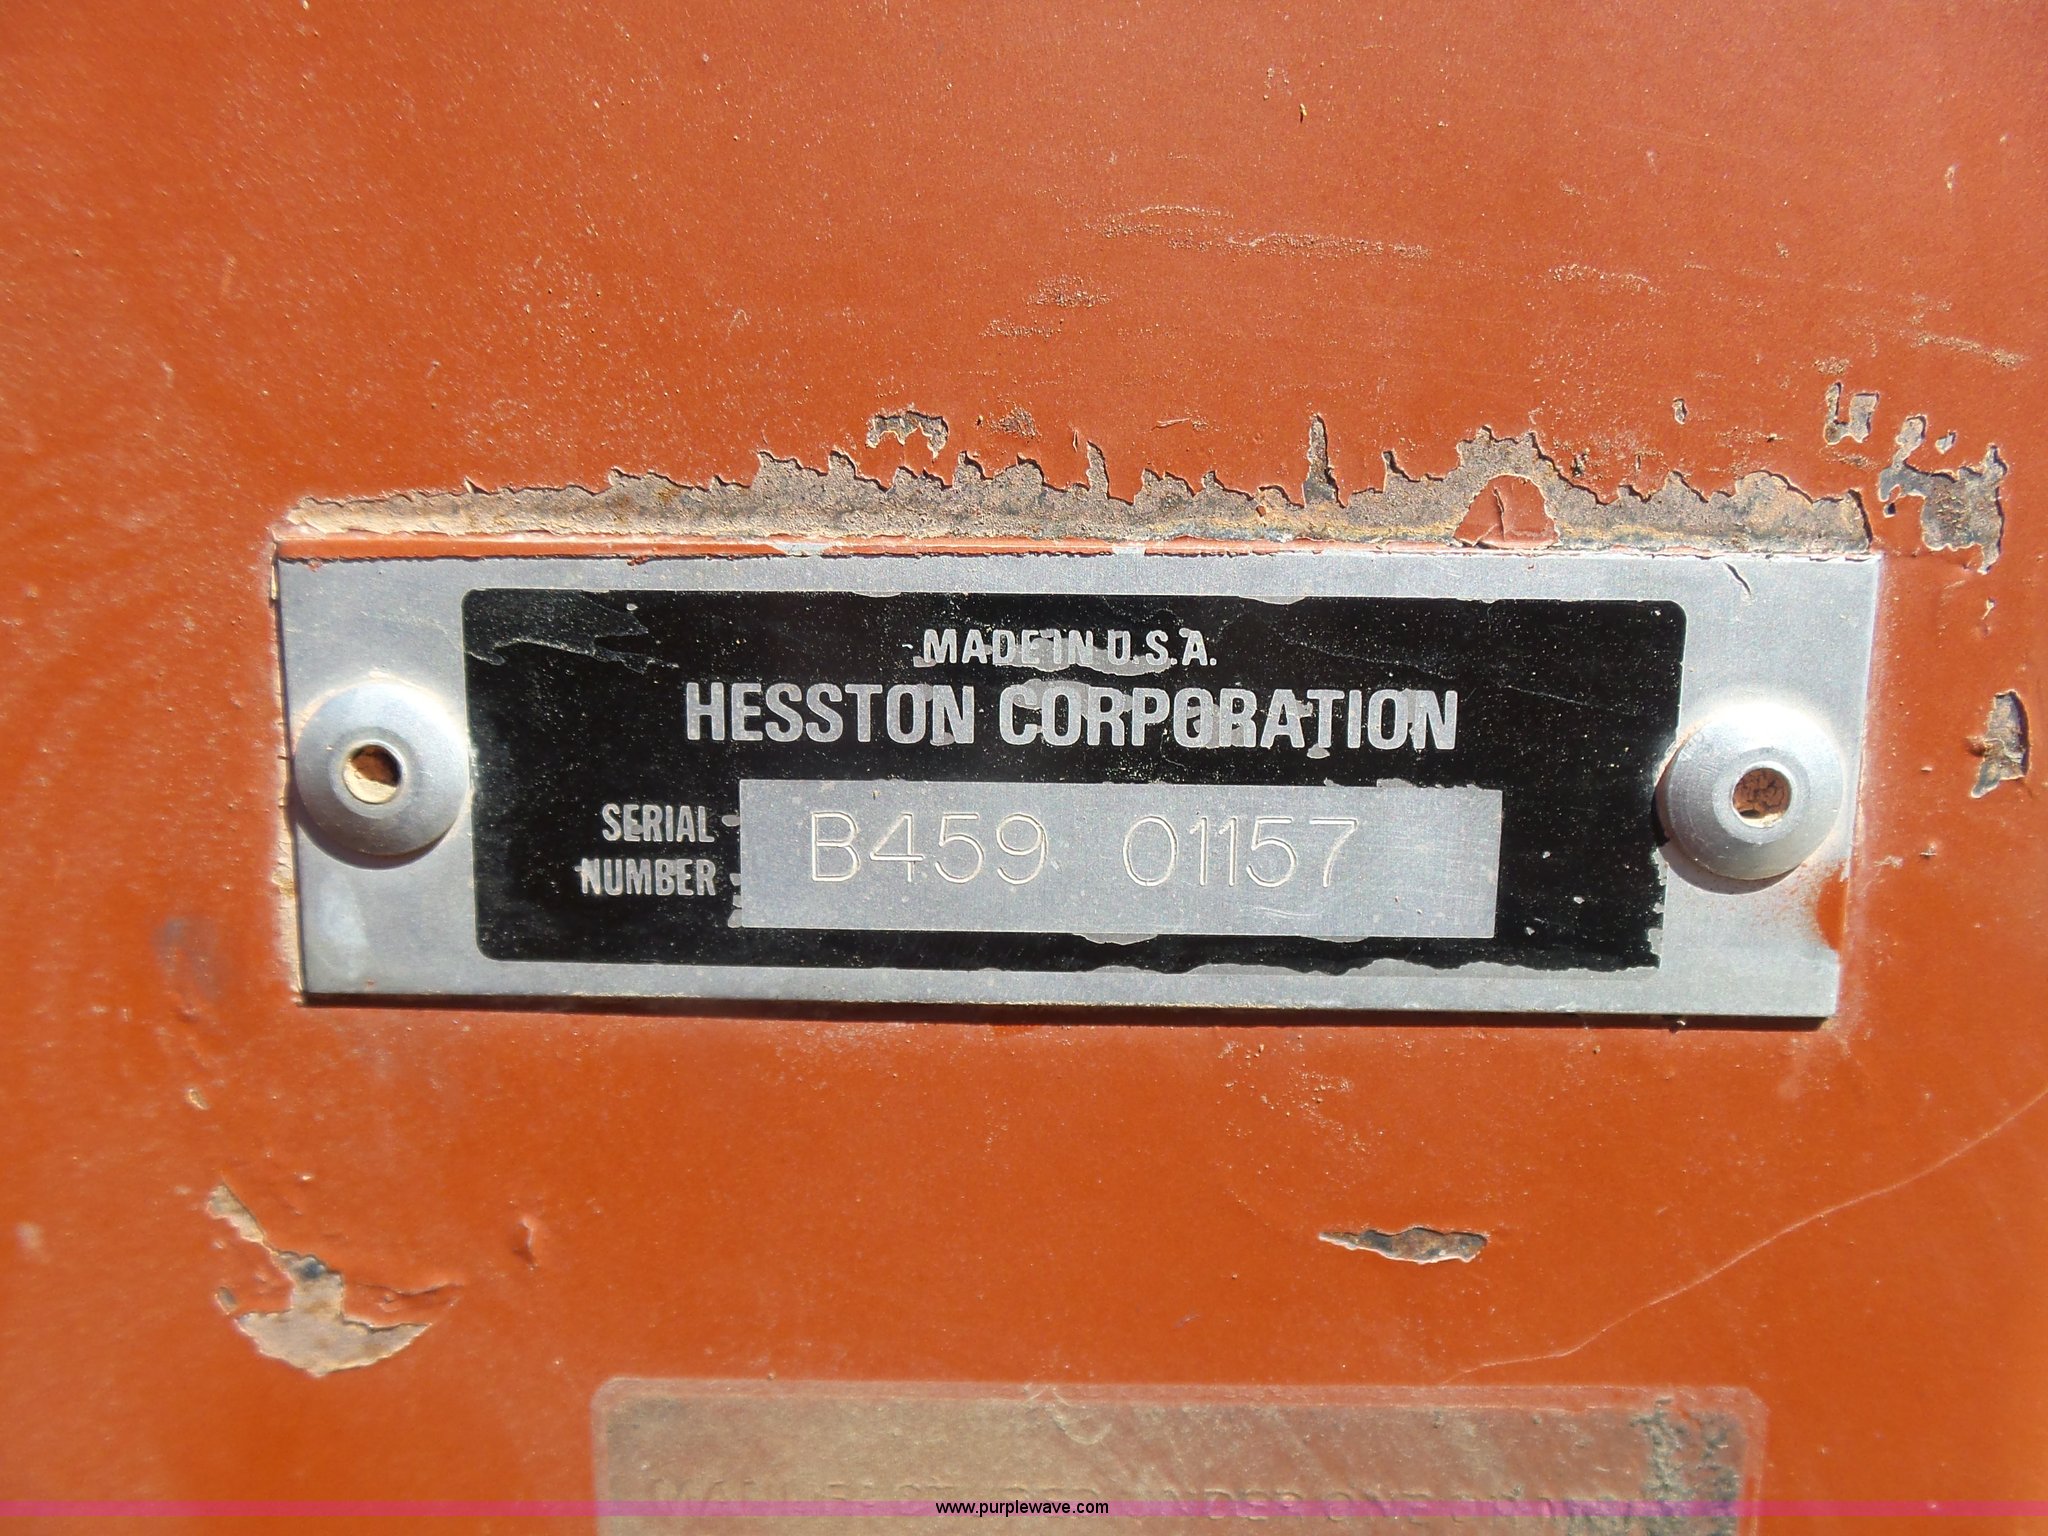 MADE IN U.S.A.
HESSTON CORPORATION
SERIAL
NUMBER
B459 01157
www.purplewave.com